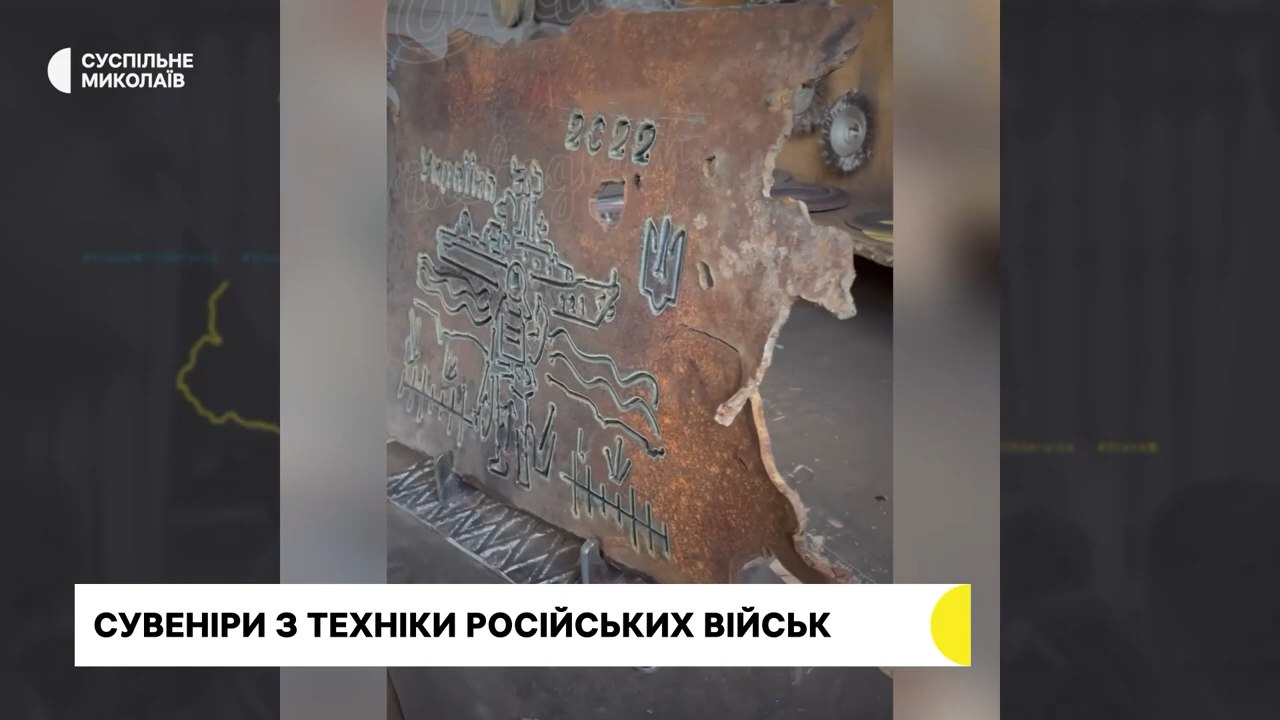 СУСПІЛЬНЕ
МИКОЛАЇВ
2022
Україна
СУВЕНІРИ З ТЕХНІКИ РОСІЙСЬКИХ ВІЙСЬК